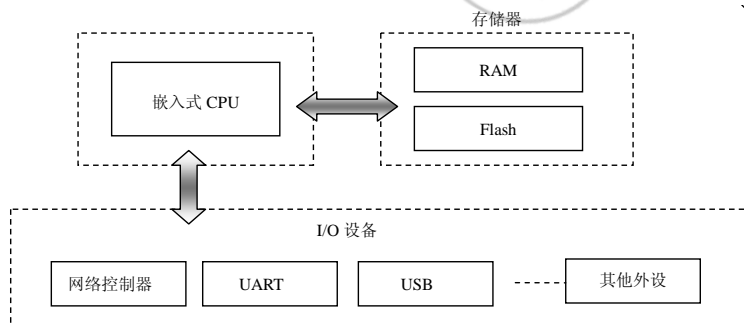 存储器
嵌入式 CPU
RAM
Flash
I/O 设备
网络控制器
UART
USB
其他外设